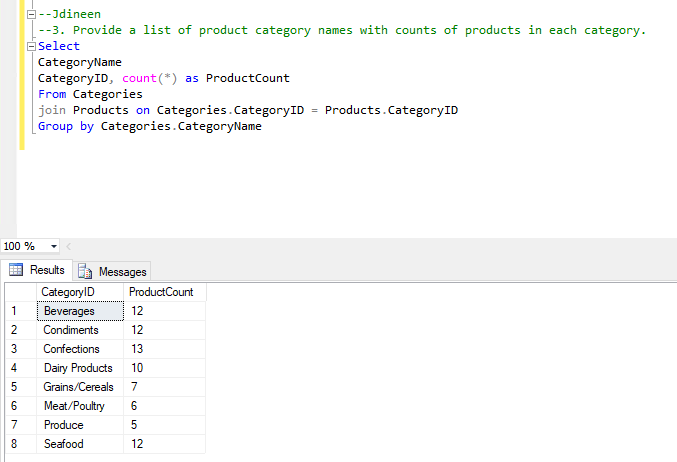 --Jdineen
--3. Provide a list of product category names with counts of products in each category.
Select
CategoryName
CategoryID, count(*) as ProductCount
From Categories
join Products on Categories.CategoryID = Products.CategoryID
Group by Categories.CategoryName
100 %
Results Messages
CategoryID ProductCount
1 Beverages 12
2 Condiments 12
3 Confections 13
4 Dairy Products 10
5 Grains/Cereals 7
6 Meat/Poultry 6
7 Produce 5
8 Seafood 12